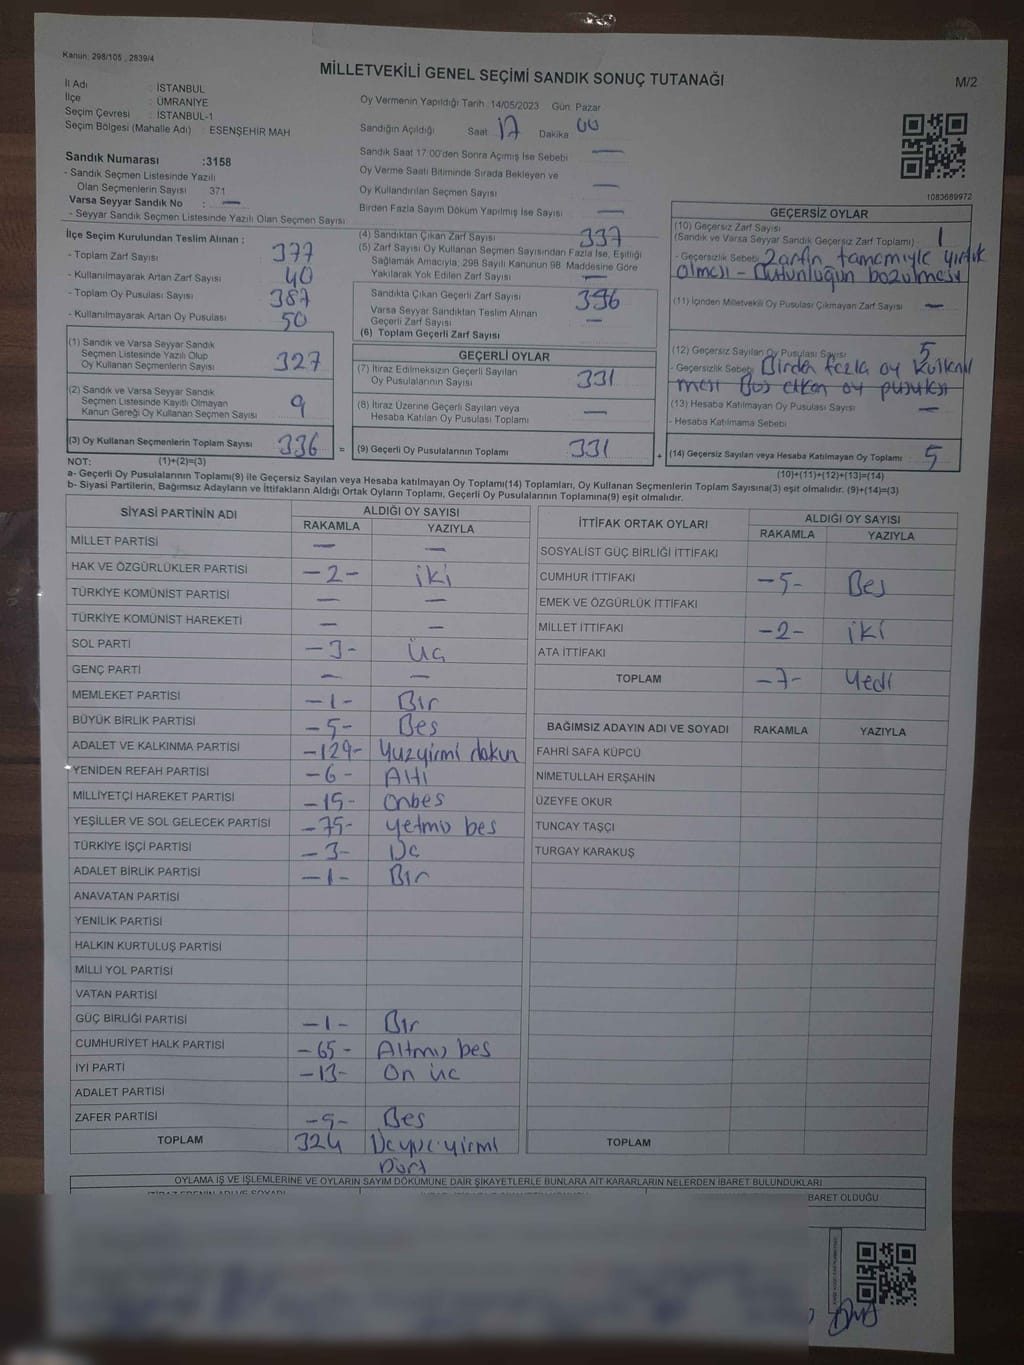 Kanun: 298/105 , 2839/4
MİLLETVEKİLİ GENEL SEÇİMİ SANDIK SONUÇ TUTANAĞI
M/2
İl Adı : İSTANBUL
İlçe : ÜMRANİYE
Seçim Çevresi : İSTANBUL-1
Seçim Bölgesi (Mahalle Adı) : ESENŞEHİR MAH
Oy Vermenin Yapıldığı Tarih : 14/05/2023 Gün: Pazar
Sandığın Açıldığı Saat 17 Dakika 00
Sandık Saat 17:00'den Sonra Açımış İse Sebebi —
Oy Verme Saati Bitiminde Sırada Bekleyen ve
Oy Kullandırılan Seçmen Sayısı —
Birden Fazla Sayım Döküm Yapılmış İse Sayısı —
Sandık Numarası :3158
- Sandık Seçmen Listesinde Yazılı
Olan Seçmenlerin Sayısı 371
Varsa Seyyar Sandık No : —
- Seyyar Sandık Seçmen Listesinde Yazılı Olan Seçmen Sayısı
1083689972
İlçe Seçim Kurulundan Teslim Alınan :
- Toplam Zarf Sayısı 377
- Kullanılmayarak Artan Zarf Sayısı 40
- Toplam Oy Pusulası Sayısı 387
- Kullanılmayarak Artan Oy Pusulası 50
(1) Sandık ve Varsa Seyyar Sandık
Seçmen Listesinde Yazılı Olup
Oy Kullanan Seçmenlerin Sayısı 327
(2) Sandık ve Varsa Seyyar Sandık
Seçmen Listesinde Kayıtlı Olmayan
Kanun Gereği Oy Kullanan Seçmen Sayısı 9
(3) Oy Kullanan Seçmenlerin Toplam Sayısı 336 =
(4) Sandıktan Çıkan Zarf Sayısı 337
(5) Zarf Sayısı Oy Kullanan Seçmen Sayısından Fazla İse, Eşitliği
Sağlamak Amacıyla; 298 Sayılı Kanunun 98. Maddesine Göre
Yakılarak Yok Edilen Zarf Sayısı —
Sandıkta Çıkan Geçerli Zarf Sayısı 336
Varsa Seyyar Sandıktan Teslim Alınan
Geçerli Zarf Sayısı —
(6) Toplam Geçerli Zarf Sayısı
GEÇERLİ OYLAR
(7) İtiraz Edilmeksizin Geçerli Sayılan
Oy Pusulalarının Sayısı 331
(8) İtiraz Üzerine Geçerli Sayılan veya
Hesaba Katılan Oy Pusulası Toplamı —
(9) Geçerli Oy Pusulalarının Toplamı 331 +
GEÇERSİZ OYLAR
(10) Geçersiz Zarf Sayısı
(Sandık ve Varsa Seyyar Sandık Geçersiz Zarf Toplamı) 1
- Geçersizlik Sebebi Zarfın tamamiyle yırtık
olması - Bütünlüğün bozulması
(11) İçinden Milletvekili Oy Pusulası Çıkmayan Zarf Sayısı —
(12) Geçersiz Sayılan Oy Pusulası Sayısı 5
- Geçersizlik Sebebi Birden fazla oy
(13) Hesaba Katılmayan Oy Pusulası Sayısı —
- Hesaba Katılmama Sebebi
(14) Geçersiz Sayılan veya Hesaba Katılmayan Oy Toplamı : 5
NOT: (1)+(2)=(3)
(10)+(11)+(12)+(13)=(14)
a- Geçerli Oy Pusulalarının Toplamı(9) ile Geçersiz Sayılan veya Hesaba katılmayan Oy Toplamı(14) Toplamları, Oy Kullanan Seçmenlerin Toplam Sayısına(3) eşit olmalıdır. (9)+(14)=(3)
b- Siyasi Partilerin, Bağımsız Adayların ve İttifakların Aldığı Ortak Oyların Toplamı, Geçerli Oy Pusulalarının Toplamına(9) eşit olmalıdır.
SİYASİ PARTİNİN ADI ALDIĞI OY SAYISI
RAKAMLA YAZIYLA
MİLLET PARTİSİ — —
HAK VE ÖZGÜRLÜKLER PARTİSİ -2- iki
TÜRKİYE KOMÜNİST PARTİSİ — —
TÜRKİYE KOMÜNİST HAREKETİ — —
SOL PARTİ -3- Üç
GENÇ PARTİ — —
MEMLEKET PARTİSİ -1- Bir
BÜYÜK BİRLİK PARTİSİ -5- Beş
ADALET VE KALKINMA PARTİSİ -129- Yüzyirmi dokuz
YENİDEN REFAH PARTİSİ -6- Altı
MİLLİYETÇİ HAREKET PARTİSİ -15- Onbeş
YEŞİLLER VE SOL GELECEK PARTİSİ -75- yetmiş beş
TÜRKİYE İŞÇİ PARTİSİ -3- Üç
ADALET BİRLİK PARTİSİ -1- Bir
ANAVATAN PARTİSİ
YENİLİK PARTİSİ
HALKIN KURTULUŞ PARTİSİ
MİLLİ YOL PARTİSİ
VATAN PARTİSİ
GÜÇ BİRLİĞİ PARTİSİ -1- Bir
CUMHURİYET HALK PARTİSİ -65- Altmış beş
İYİ PARTİ -13- On üç
ADALET PARTİSİ
ZAFER PARTİSİ -5- Beş
TOPLAM 324 Üçyüz yirmi
Dört
İTTİFAK ORTAK OYLARI ALDIĞI OY SAYISI
RAKAMLA YAZIYLA
SOSYALİST GÜÇ BİRLİĞİ İTTİFAKI
CUMHUR İTTİFAKI -5- Beş
EMEK VE ÖZGÜRLÜK İTTİFAKI
MİLLET İTTİFAKI -2- iki
ATA İTTİFAKI
TOPLAM -7- Yedi
BAĞIMSIZ ADAYIN ADI VE SOYADI RAKAMLA YAZIYLA
FAHRİ SAFA KÜPCÜ
NİMETULLAH ERŞAHİN
ÜZEYFE OKUR
TUNCAY TAŞÇI
TURGAY KARAKUŞ
TOPLAM
OYLAMA İŞ VE İŞLEMLERİNE VE OYLARIN SAYIM DÖKÜMÜNE DAİR ŞİKAYETLERLE BUNLARA AİT KARARLARIN NELERDEN İBARET BULUNDUKLARI
İBARET OLDUĞU